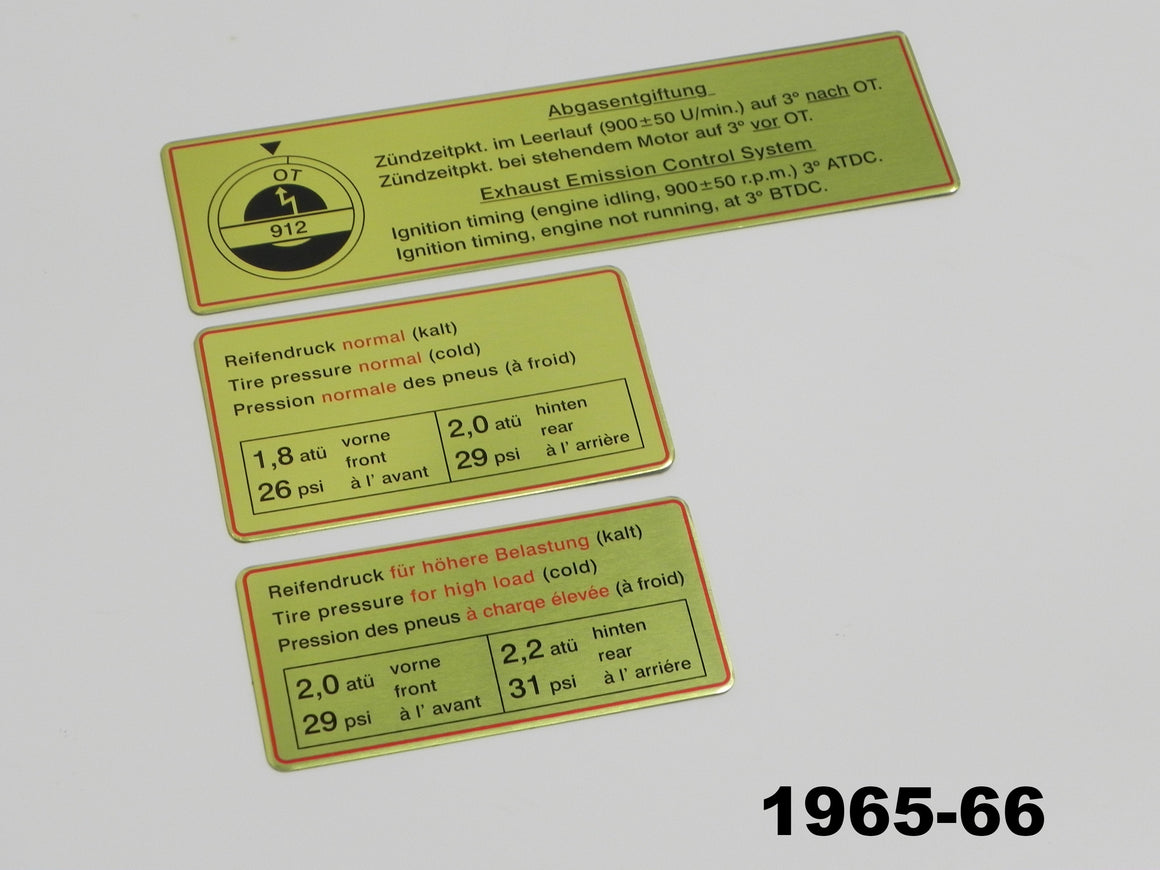 OT
912
Abgasentgiftung
Zündzeitpkt. im Leerlauf (900±50 U/min.) auf 3° nach OT.
Zündzeitpkt. bei stehendem Motor auf 3° vor OT.
Exhaust Emission Control System
Ignition timing (engine idling, 900±50 r.p.m.) 3° ATDC.
Ignition timing, engine not running, at 3° BTDC.
Reifendruck normal (kalt)
Tire pressure normal (cold)
Pression normale des pneus (à froid)
1,8 atü vorne
front
26 psi à l' avant
2,0 atü hinten
rear
29 psi à l' arrière
Reifendruck für höhere Belastung (kalt)
Tire pressure for high load (cold)
Pression des pneus à charqe élevée (à froid)
2,0 atü vorne
front
29 psi à l' avant
2,2 atü hinten
rear
31 psi à l' arriére
1965-66